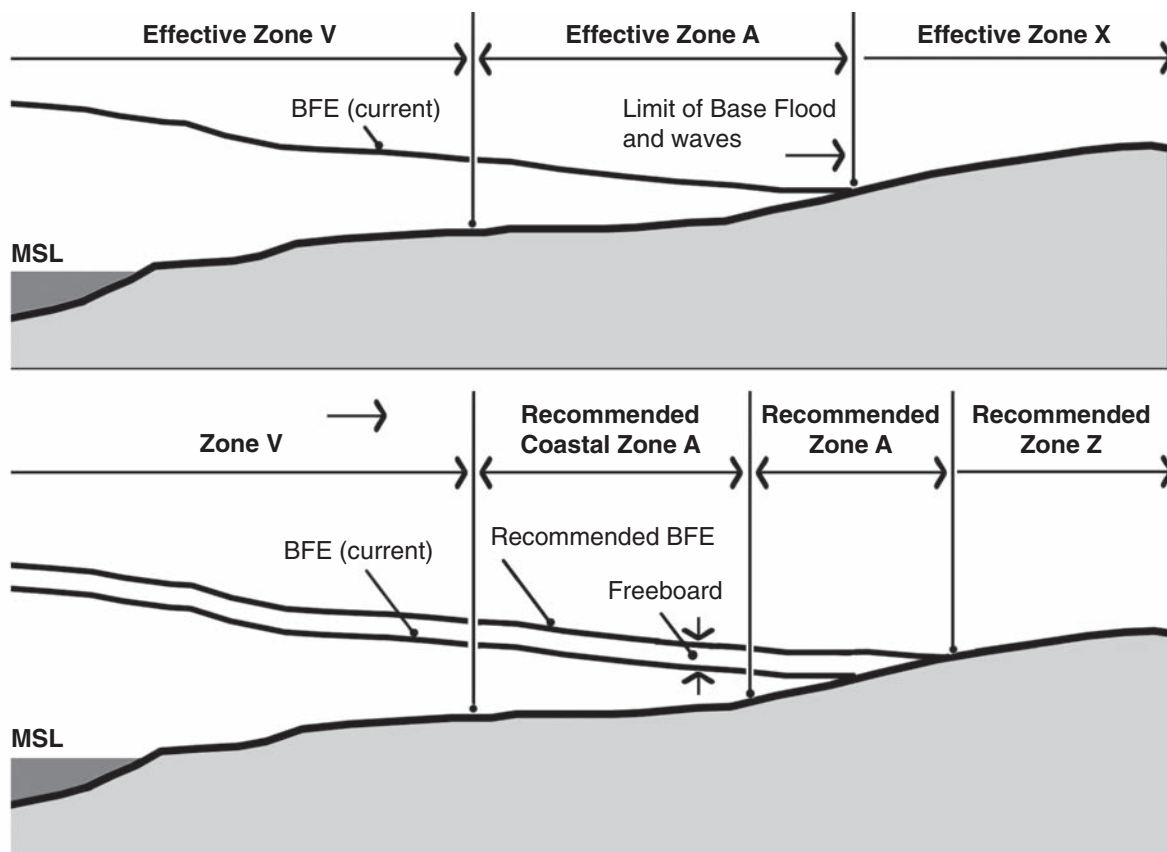 Effective Zone V
Effective Zone A
Effective Zone X
BFE (current)
Limit of Base Flood
and waves
MSL
Zone V
Recommended
Coastal Zone A
Recommended
Zone A
Recommended
Zone Z
BFE (current)
Recommended BFE
Freeboard
MSL